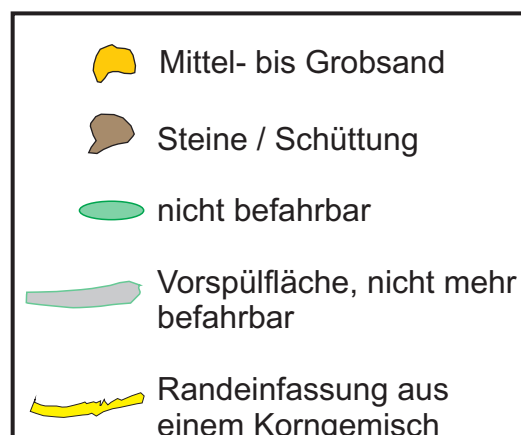 Mittel- bis Grobsand
Steine / Schüttung
nicht befahrbar
Vorspülfläche, nicht mehr
befahrbar
Randeinfassung aus
einem Korngemisch